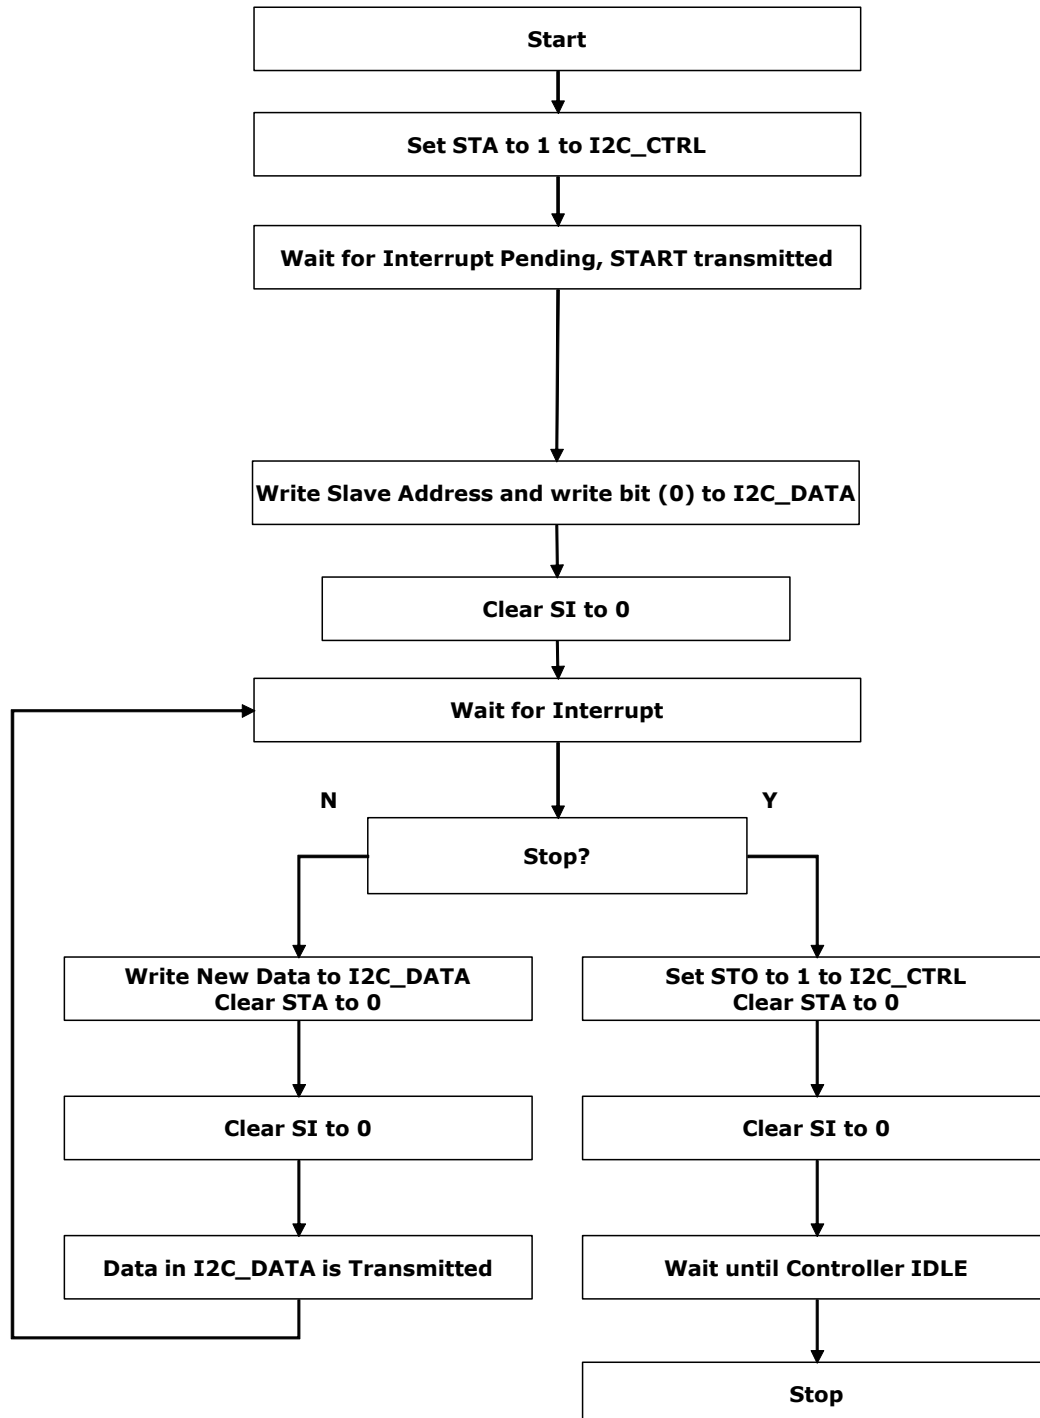 Start
Set STA to 1 to I2C_CTRL
Wait for Interrupt Pending, START transmitted
Write Slave Address and write bit (0) to I2C_DATA
Clear SI to 0
Wait for Interrupt
N
Y
Stop?
Write New Data to I2C_DATA
Clear STA to 0
Set STO to 1 to I2C_CTRL
Clear STA to 0
Clear SI to 0
Clear SI to 0
Data in I2C_DATA is Transmitted
Wait until Controller IDLE
Stop